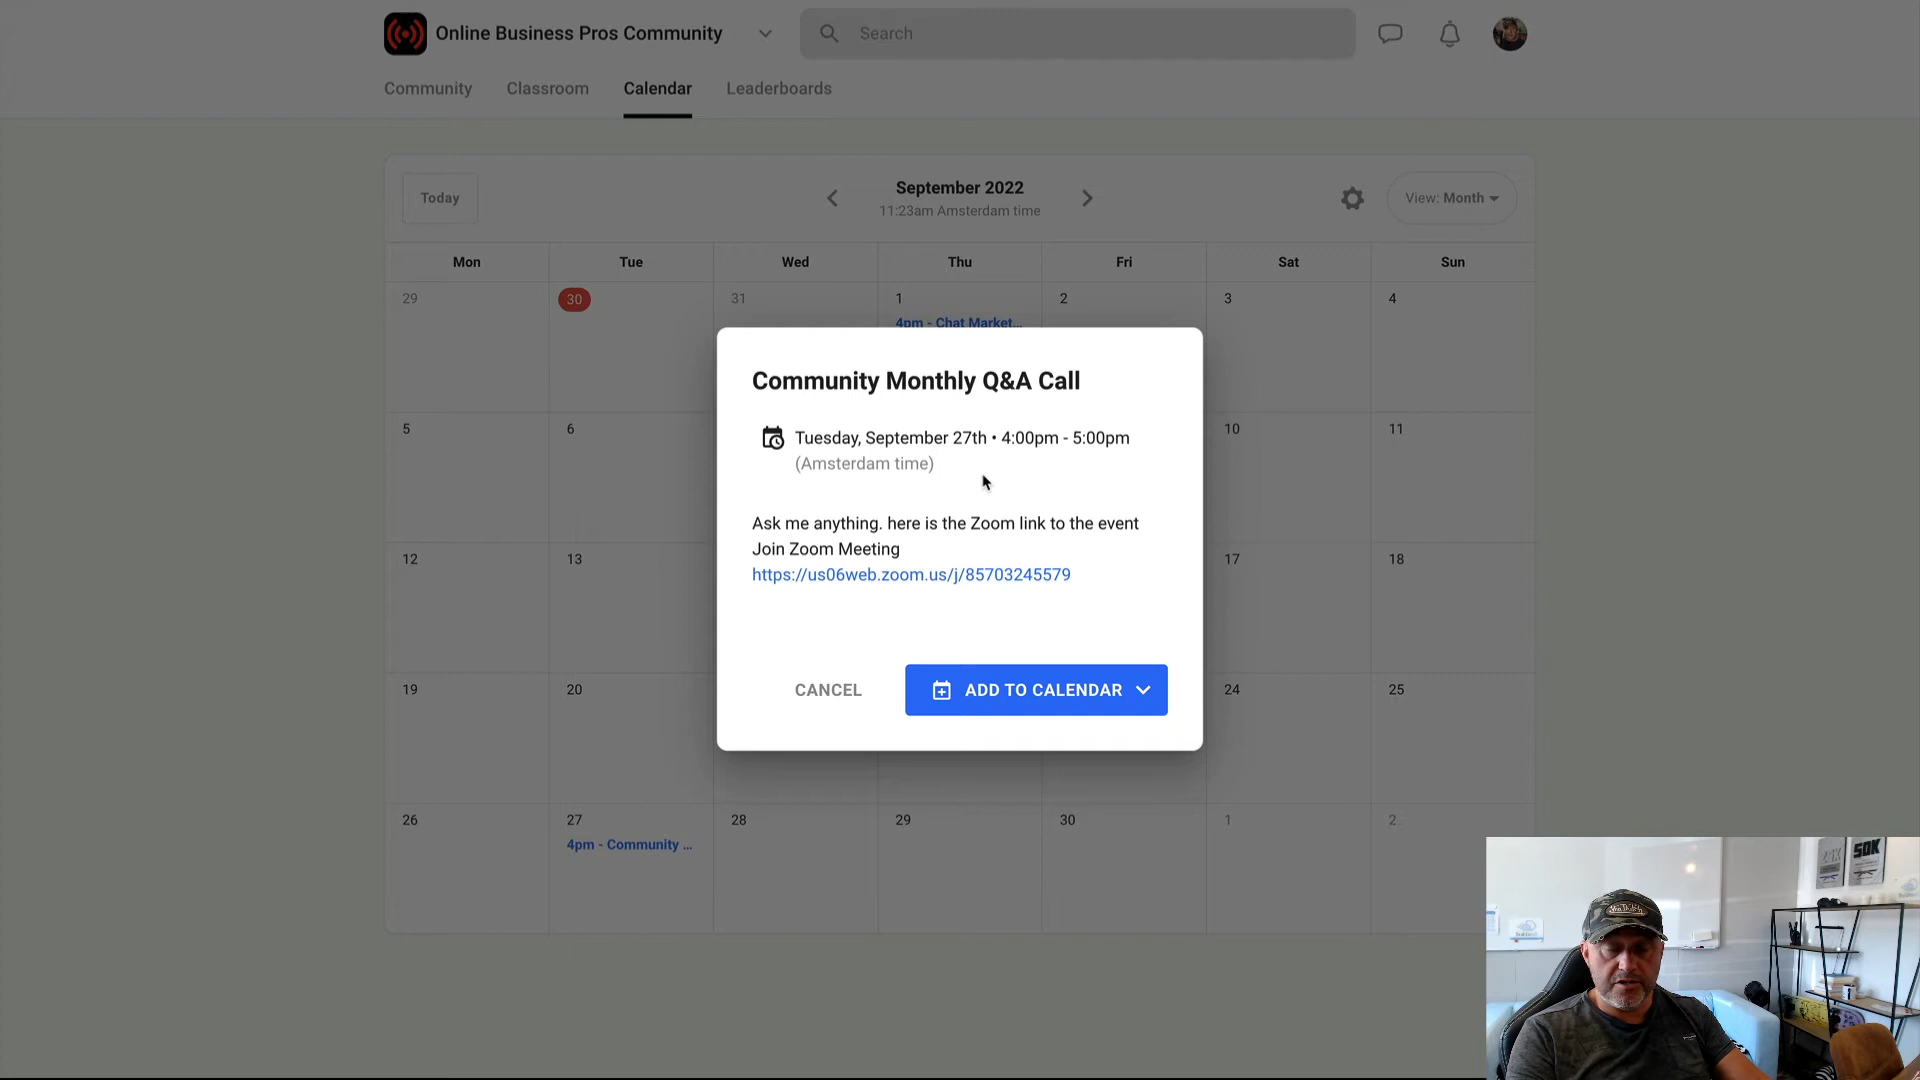 Online Business Pros Community
Search
Community Classroom Calendar Leaderboards
Today
September 2022
11:23am Amsterdam time
View: Month
Mon Tue Wed Thu Fri Sat Sun
29 30 31 1 2 3 4
4pm - Chat Market...
Community Monthly Q&A Call
Tuesday, September 27th • 4:00pm - 5:00pm
(Amsterdam time)
Ask me anything. here is the Zoom link to the event
Join Zoom Meeting
https://us06web.zoom.us/j/85703245579
CANCEL
ADD TO CALENDAR
5 6 10 11
12 13 17 18
19 20 24 25
26 27 28 29 30 1 2
4pm - Community ...
50K